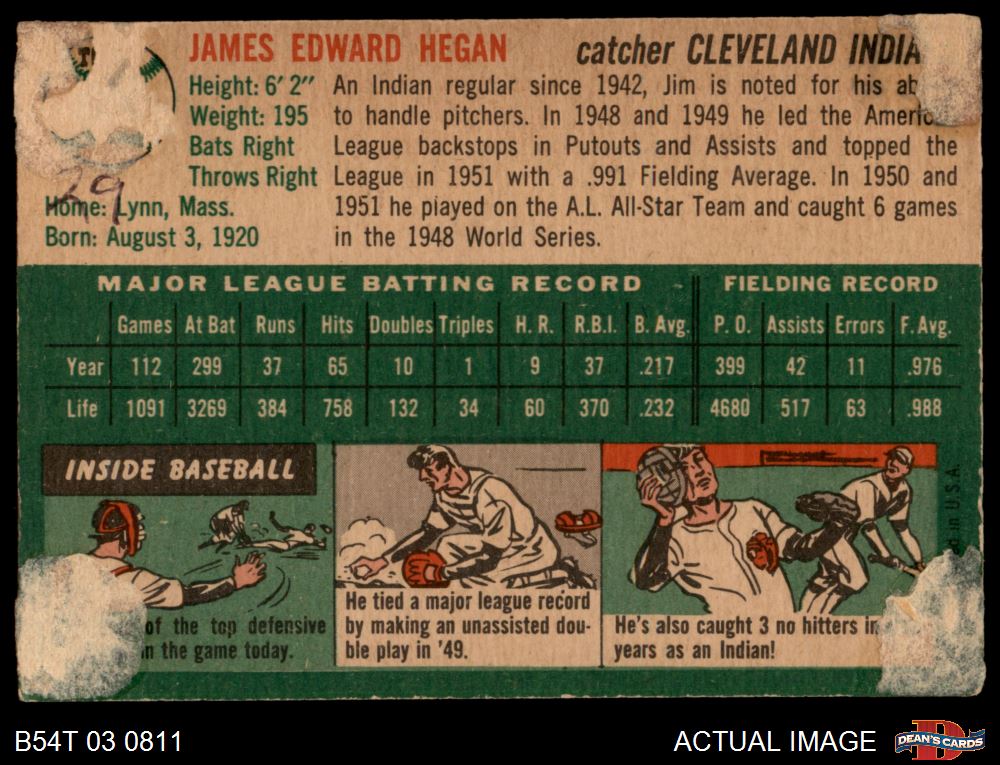 JAMES EDWARD HEGAN catcher CLEVELAND INDIA
Height: 6' 2" An Indian regular since 1942, Jim is noted for his ab
Weight: 195 to handle pitchers. In 1948 and 1949 he led the Americ
Bats Right League backstops in Putouts and Assists and topped the
Throws Right League in 1951 with a .991 Fielding Average. In 1950 and
29
Home: Lynn, Mass. 1951 he played on the A.L. All-Star Team and caught 6 games
Born: August 3, 1920 in the 1948 World Series.
MAJOR LEAGUE BATTING RECORD FIELDING RECORD
Games At Bat Runs Hits Doubles Triples H. R. R.B.I. B. Avg. P. O. Assists Errors F. Avg.
Year 112 299 37 65 10 1 9 37 .217 399 42 11 .976
Life 1091 3269 384 758 132 34 60 370 .232 4680 517 63 .988
INSIDE BASEBALL
of the top defensive
in the game today.
He tied a major league record
by making an unassisted dou-
ble play in '49.
He's also caught 3 no hitters in
years as an Indian!
in U.S.A.
B54T 03 0811 ACTUAL IMAGE DEAN'S CARDS